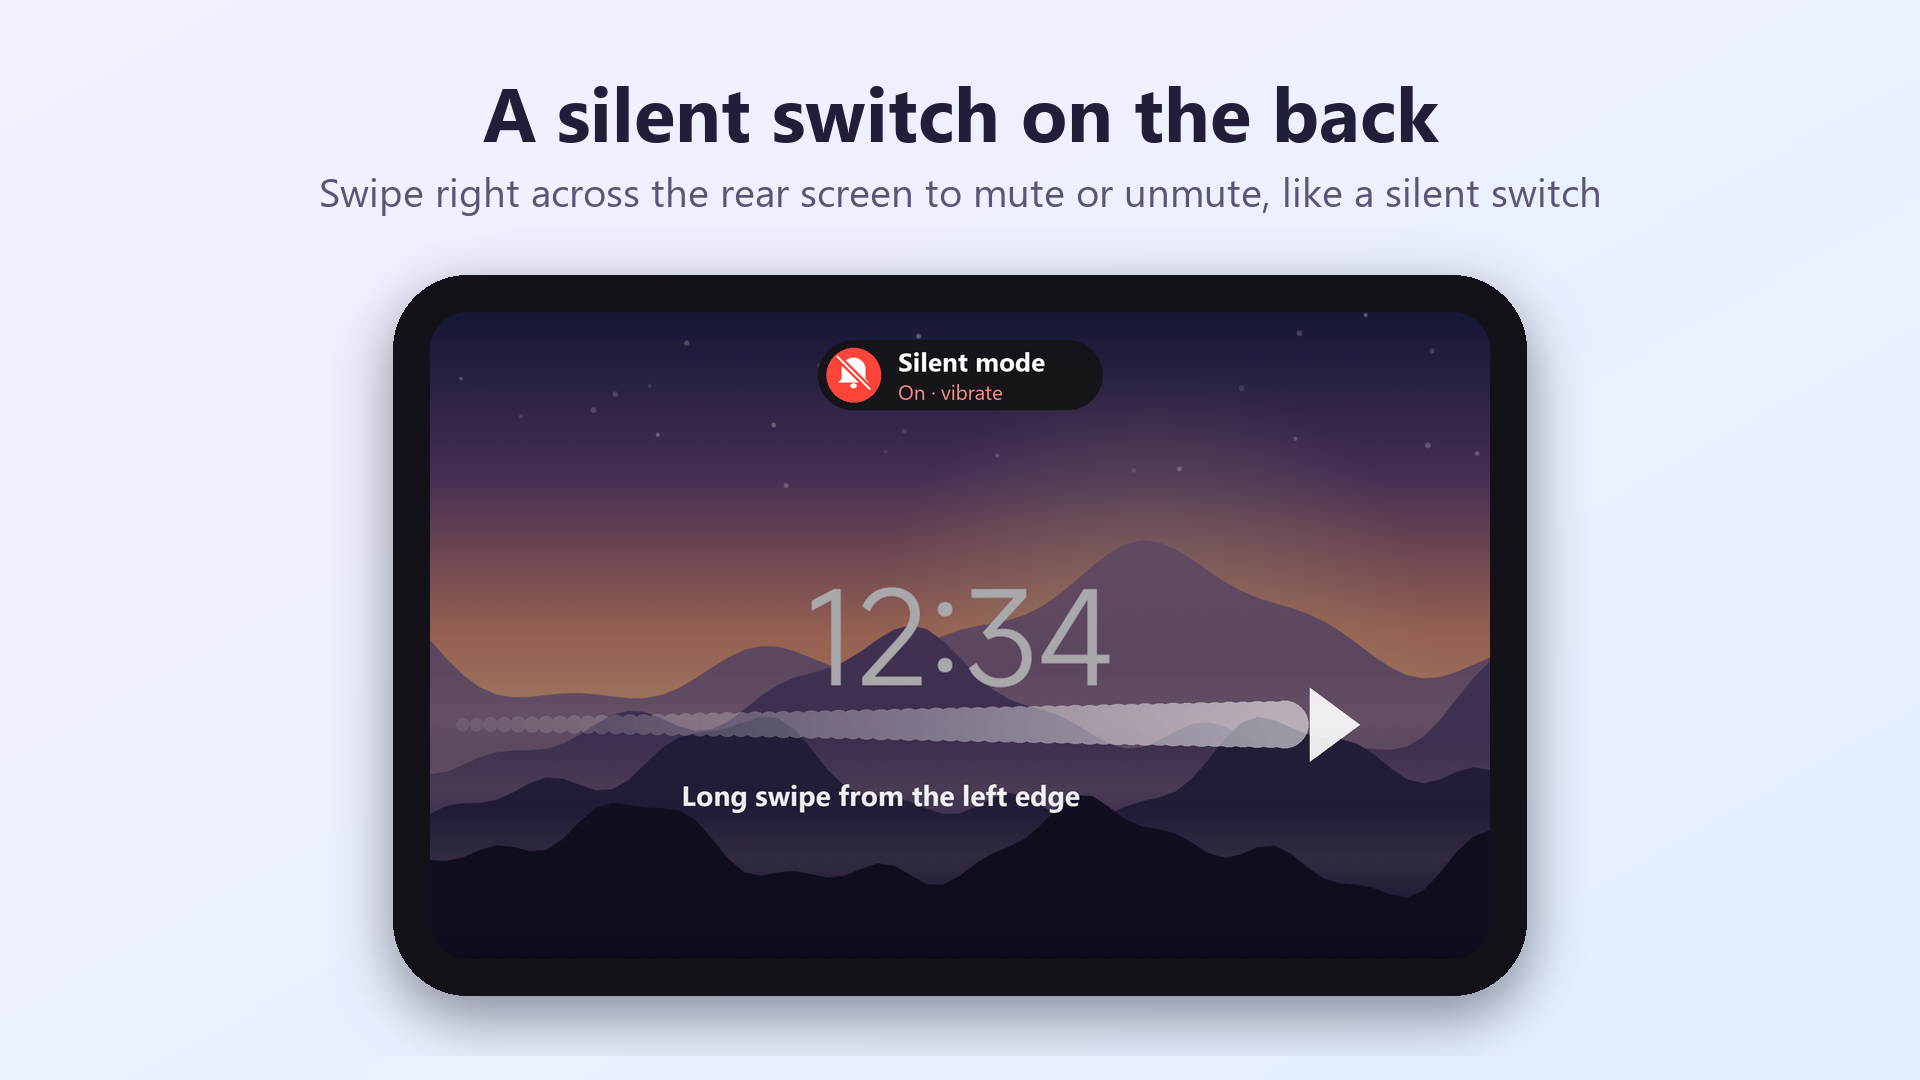 A silent switch on the back
Swipe right across the rear screen to mute or unmute, like a silent switch
Silent mode
On · vibrate
12:34
Long swipe from the left edge